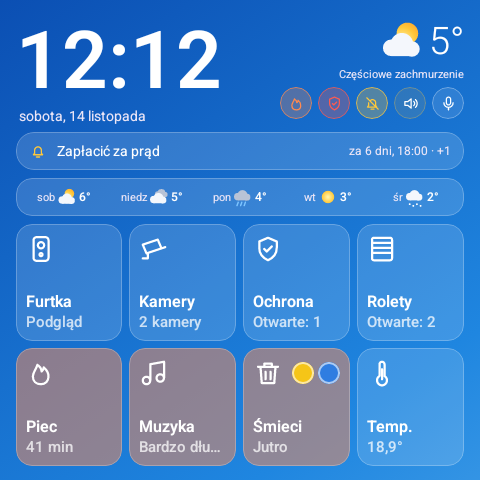 12:12
5°
Częściowe zachmurzenie
sobota, 14 listopada
Zapłacić za prąd
za 6 dni, 18:00 · +1
sob 6° niedz 5° pon 4° wt 3° śr 2°
Furtka
Podgląd
Kamery
2 kamery
Ochrona
Otwarte: 1
Rolety
Otwarte: 2
Piec
41 min
Muzyka
Bardzo dłu...
Śmieci
Jutro
Temp.
18,9°